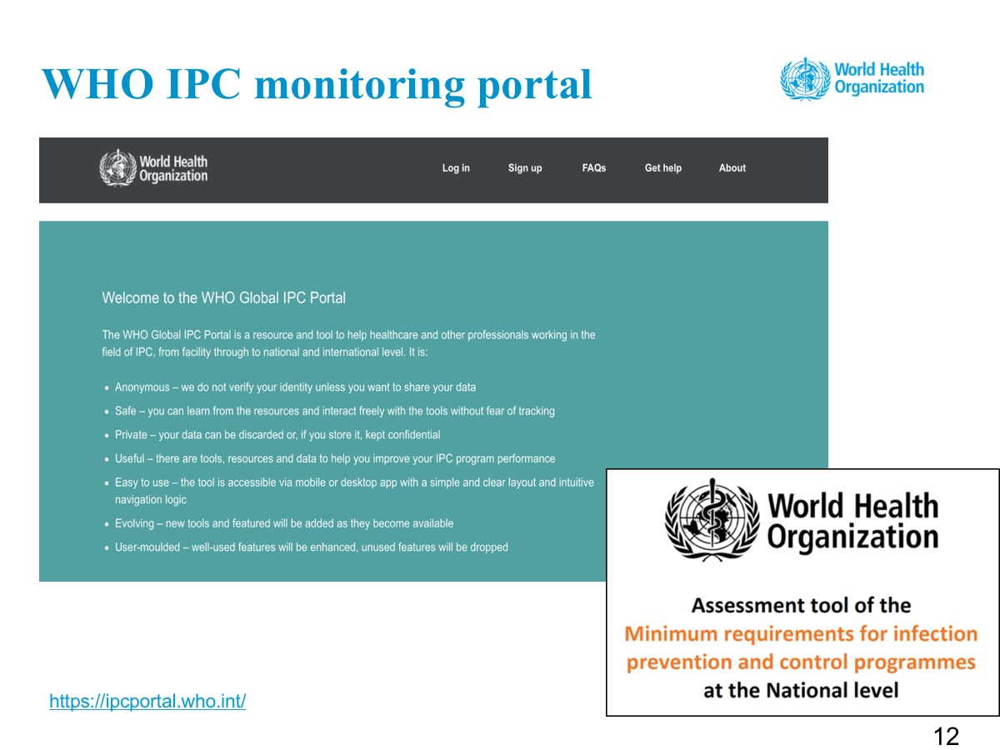 WHO IPC monitoring portal
World Health
Organization
World Health
Organization
Log in
Sign up
FAQs
Get help
About
Welcome to the WHO Global IPC Portal
The WHO Global IPC Portal is a resource and tool to help healthcare and other professionals working in the
field of IPC, from facility through to national and international level. It is:
• Anonymous – we do not verify your identity unless you want to share your data
• Safe – you can learn from the resources and interact freely with the tools without fear of tracking
• Private – your data can be discarded or, if you store it, kept confidential
• Useful – there are tools, resources and data to help you improve your IPC program performance
• Easy to use – the tool is accessible via mobile or desktop app with a simple and clear layout and intuitive
navigation logic
• Evolving – new tools and featured will be added as they become available
• User-moulded – well-used features will be enhanced, unused features will be dropped
World Health
Organization
Assessment tool of the
Minimum requirements for infection
prevention and control programmes
at the National level
https://ipcportal.who.int/
12